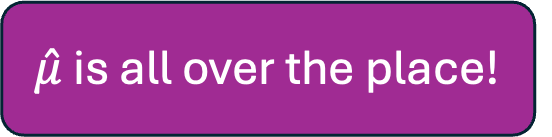 μ̂ is all over the place!